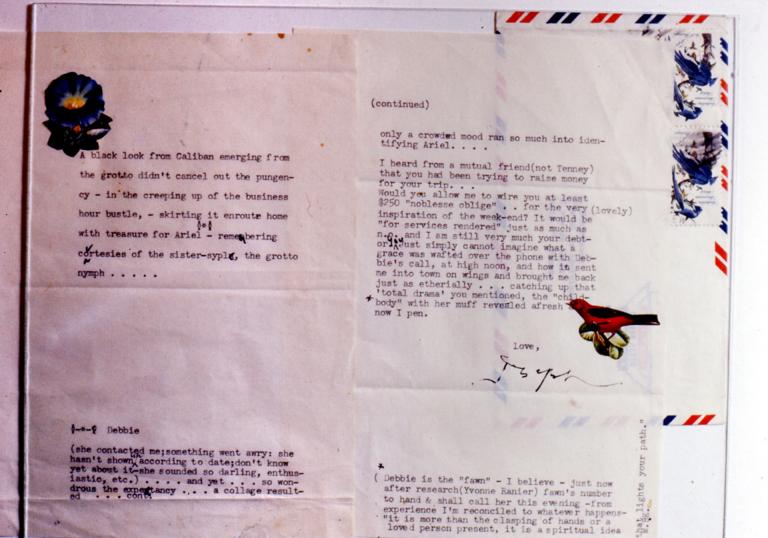 A black look from Caliban emerging from
the grotto didn't cancel out the pungen-
cy - in the creeping up of the business
hour bustle, - skirting it enroute home
with treasure for Ariel - remembering
cortesies of the sister-syplg, the grotto
nymph . . . . .
Debbie
(she contacted me;something went awry: she
hasn't shown according to date;don't know
yet about it-she sounded so darling, enthus-
iastic, etc.) . . . . and yet . . . so won-
drous the expectancy . . . . a collage result-
ed . . . cont:
(continued)
only a crowded mood ran so much into iden-
tifying Ariel. . . .
I heard from a mutual friend(not Tenney)
that you had been trying to raise money
for your trip. . .
Would you allow me to wire you at least
$250 "noblesse oblige" . . for the very (lovely)
inspiration of the week-end? It would be
"for services rendered" just as much as
and I am still very much your debt-
or just simply cannot imagine what a
grace was wafted over the phone with Deb-
bie's call, at high noon, and how it sent
me into town on wings and brought me back
just as etherially . . . catching up that
'total drama' you mentioned, the "child-
* body" with her muff revealed afresh
now I pen.
love,
Joseph
*
( Debbie is the "fawn" - I believe - just now
after research(Yvonne Ranier) fawn's number
to hand & shall call her this evening -from
experience I'm reconciled to whatever happens-
"it is more than the clasping of hands or a
loved person present, it is a spiritual idea
that lights your path."